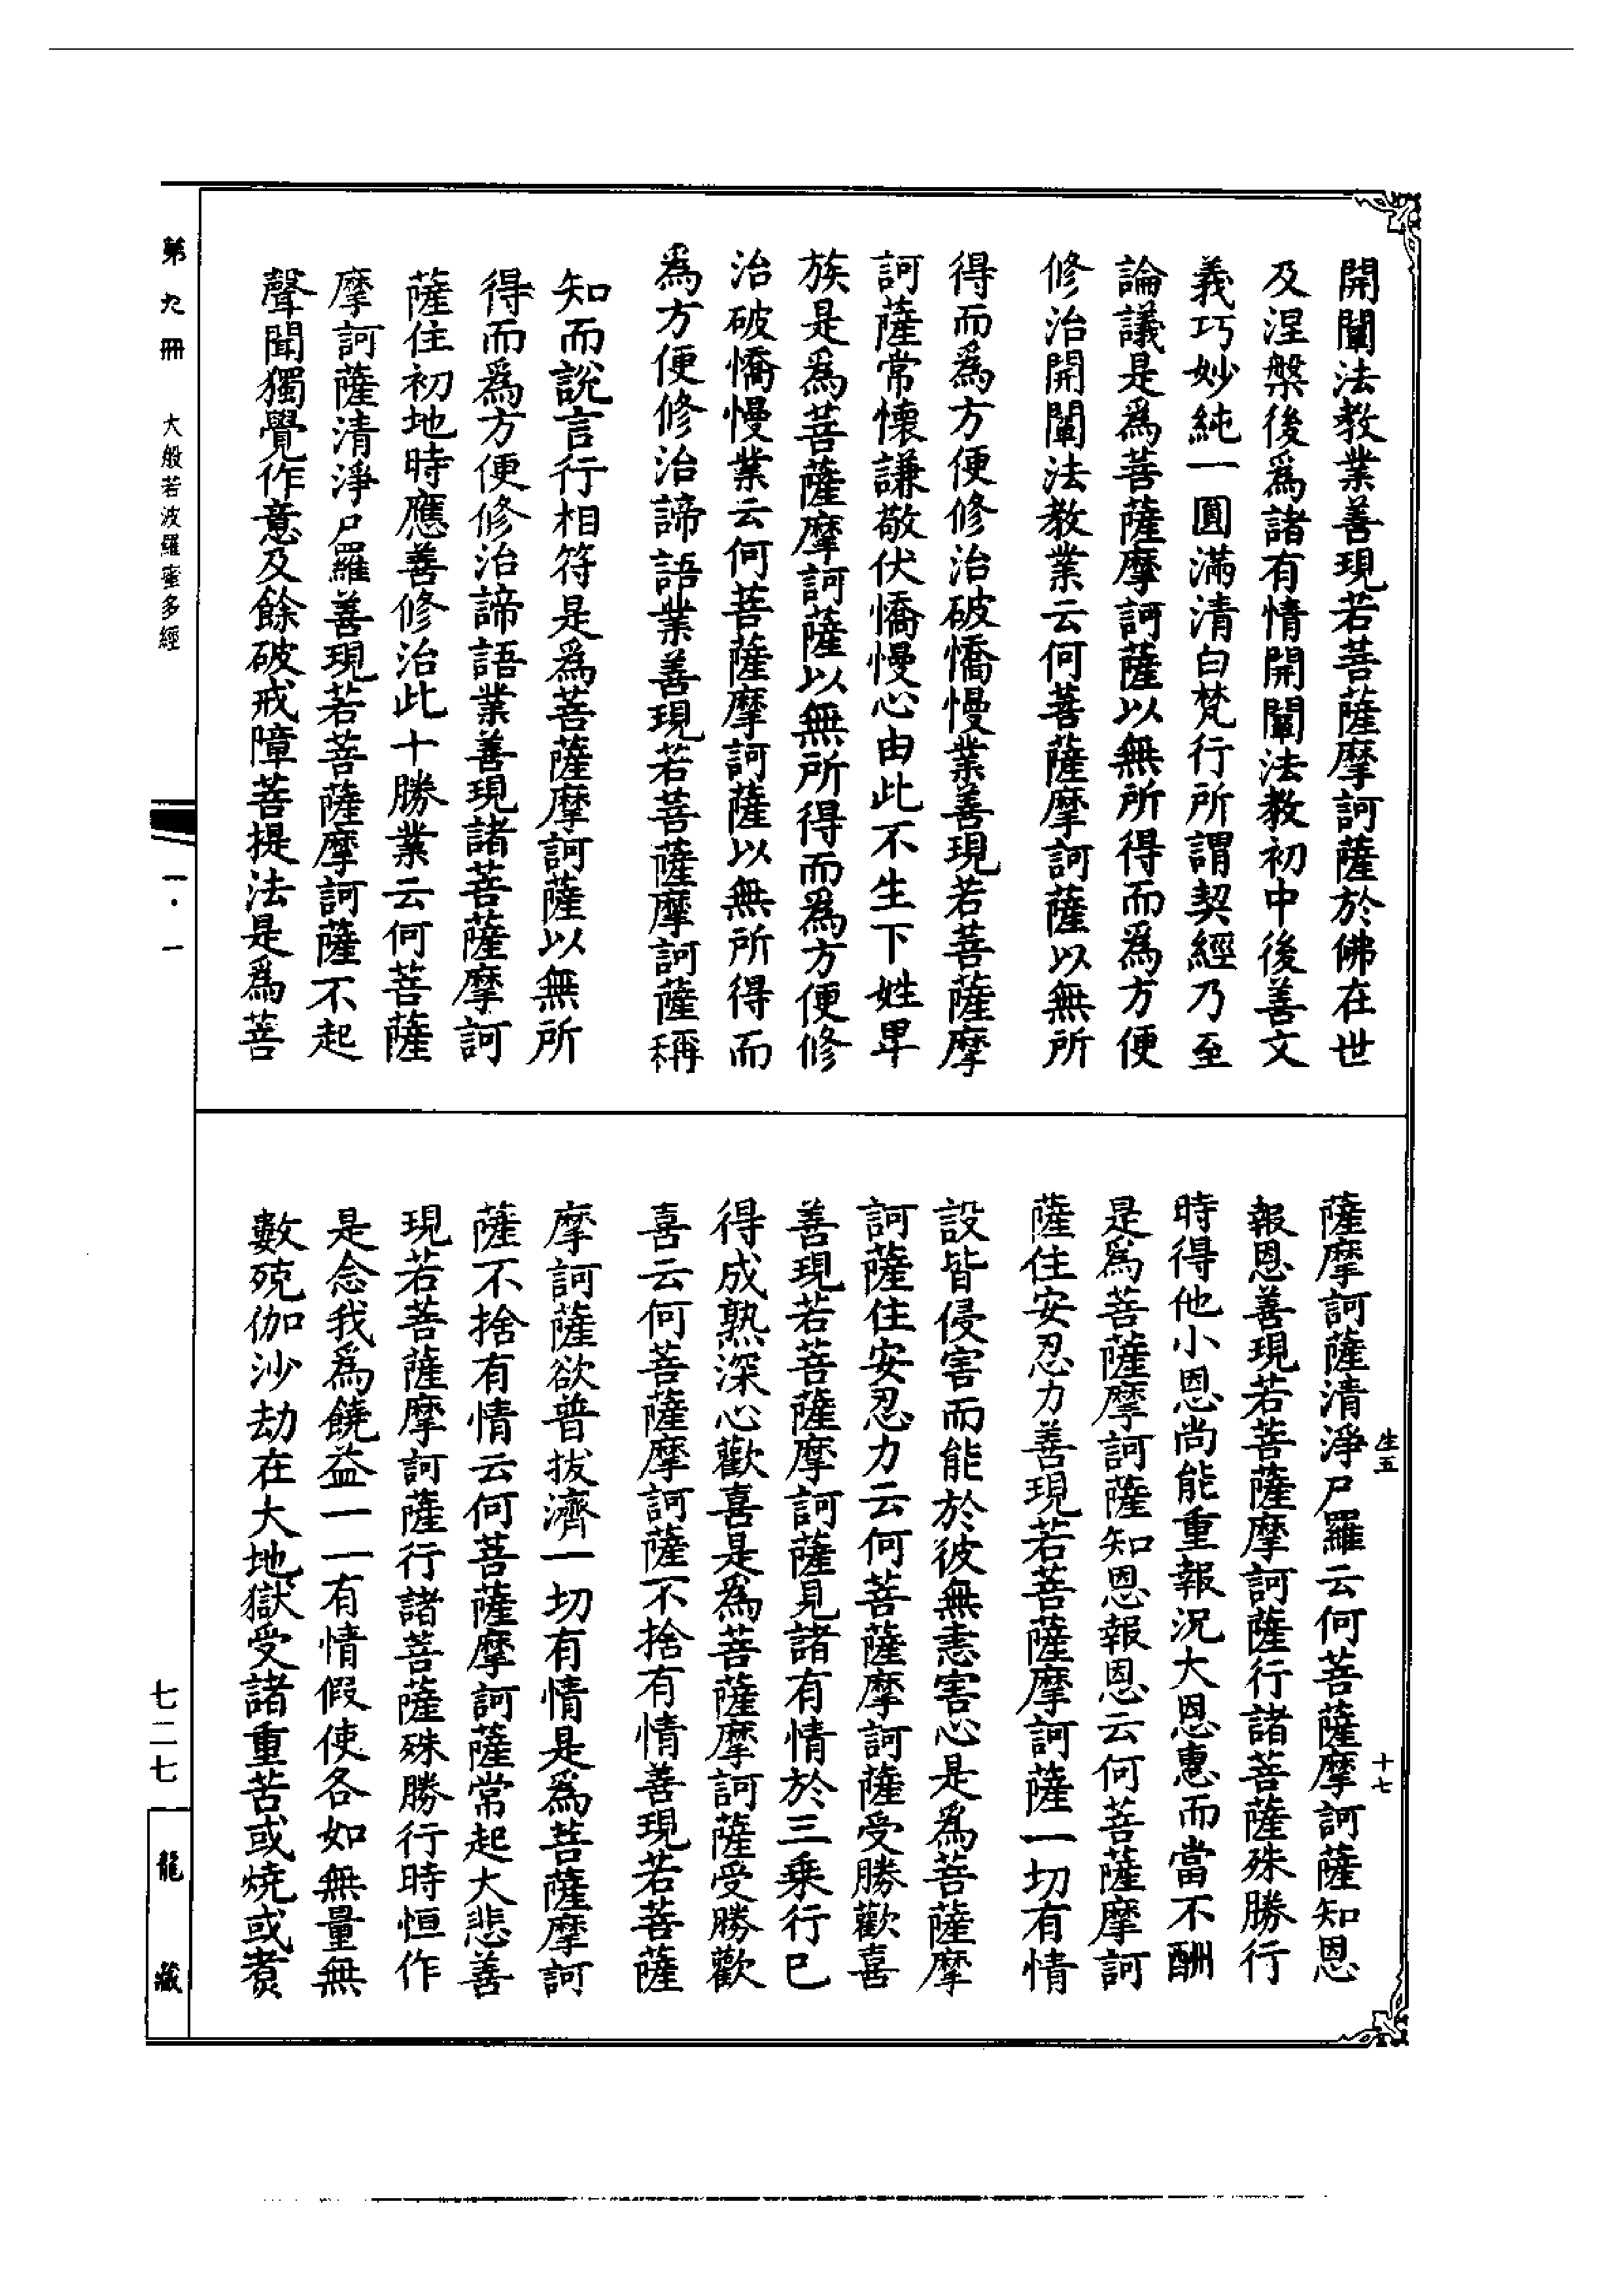 開闡法教業善現若菩薩摩訶薩於佛在世
及涅槃後爲諸有情開闡法教初中後善文
義巧妙純一圓滿清白梵行所謂契經乃至
論議是爲菩薩摩訶薩以無所得而爲方便
修治開闡法教業云何菩薩摩訶薩以無所
得而爲方便修治破憍慢業善現若菩薩摩
訶薩常懷謙敬伏憍慢心由此不生下姓卑
族是爲菩薩摩訶薩以無所得而爲方便修
治破憍慢業云何菩薩摩訶薩以無所得而
爲方便修治諦語業善現若菩薩摩訶薩稱
知而說言行相符是爲菩薩摩訶薩以無所
得而爲方便修治諦語業善現諸菩薩摩訶
薩住初地時應善修治此十勝業云何菩薩
摩訶薩清淨尸羅善現若菩薩摩訶薩不起
聲聞獨覺作意及餘破戒障菩提法是爲菩
薩摩訶薩清淨尸羅云何菩薩摩訶薩知恩
報恩善現若菩薩摩訶薩行諸菩薩殊勝行
時得他小恩尚能重報況大恩惠而當不酬
是爲菩薩摩訶薩知恩報恩云何菩薩摩訶
薩住安忍力善現若菩薩摩訶薩一切有情
設皆侵害而能於彼無恚害心是爲菩薩摩
訶薩住安忍力云何菩薩摩訶薩受勝歡喜
善現若菩薩摩訶薩見諸有情於三乘行已
得成熟深心歡喜是爲菩薩摩訶薩受勝歡
喜云何菩薩摩訶薩不捨有情善現若菩薩
摩訶薩欲普拔濟一切有情是爲菩薩摩訶
薩不捨有情云何菩薩摩訶薩常起大悲善
現若菩薩摩訶薩行諸菩薩殊勝行時恒作
是念我爲饒益一一有情假使各如無量無
數殑伽沙劫在大地獄受諸重苦或燒或煑
生五
十七
第九冊
大般若波羅蜜多經
一·一
七二七
龍藏